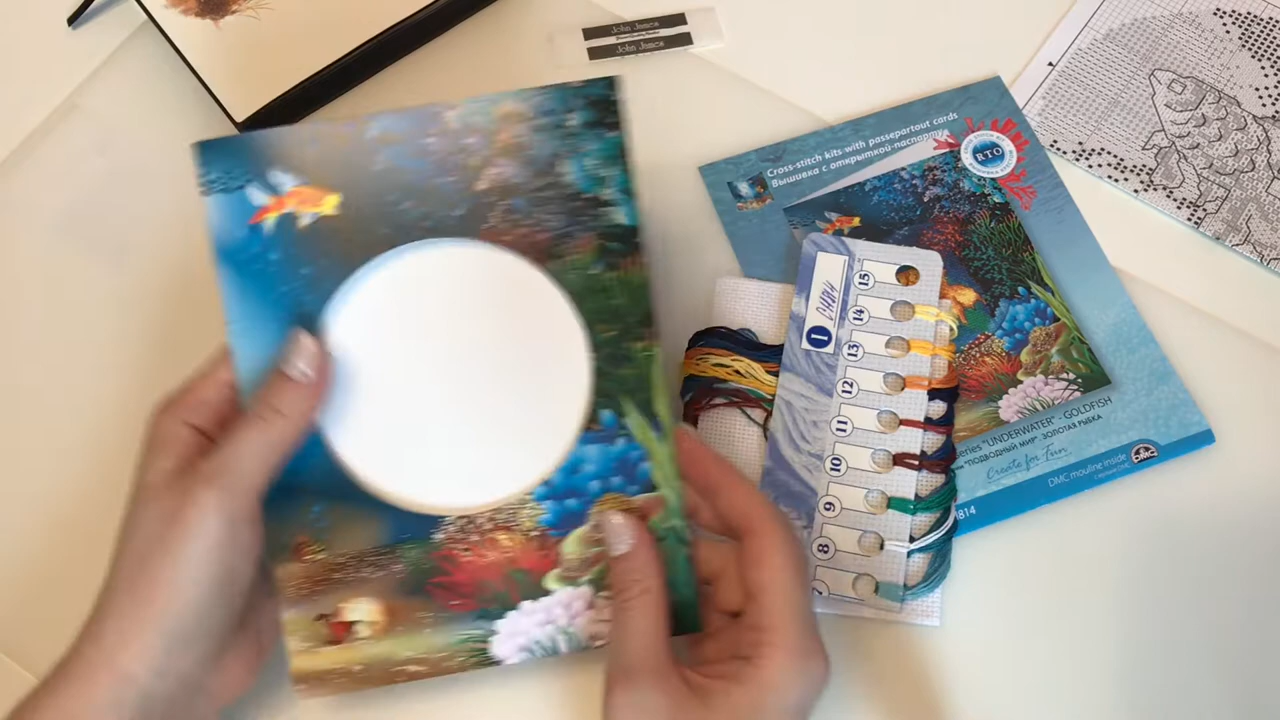 John James
John James
Cross-stitch kits with passepartout cards
Вышивка с открыткой-паспарту
RTO
15
14
13
12
11
10
9
8
I
series "UNDERWATER" - GOLDFISH
"ПОДВОДНЫЙ МИР". ЗОЛОТАЯ РЫБКА
Create for Fun
DMC mouline inside
DMC
1814